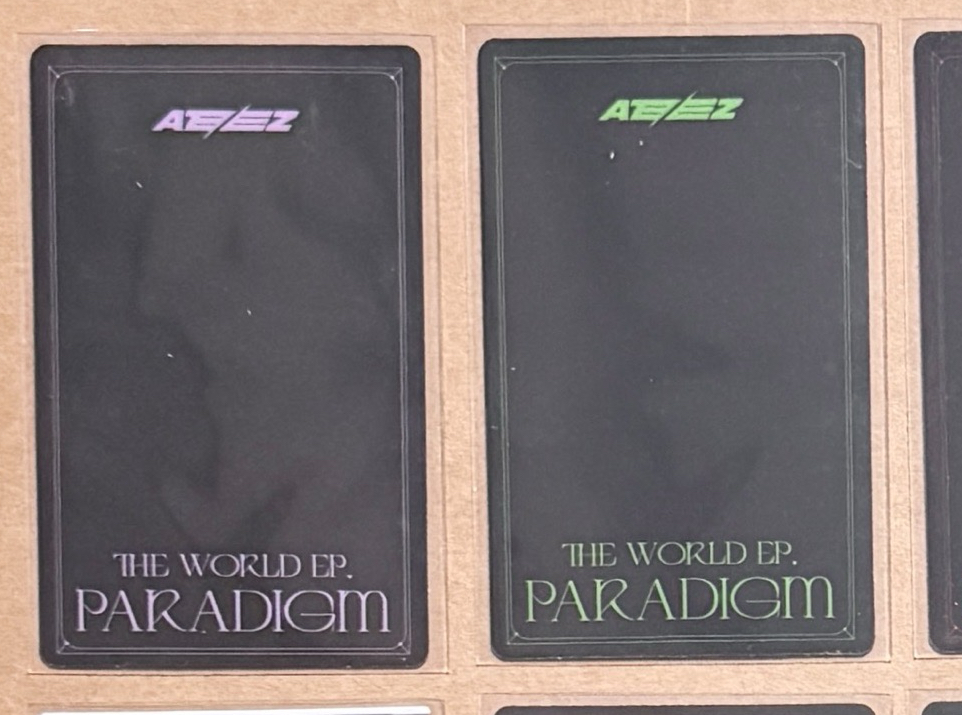 ATEEZ
THE WORLD EP.
PARADIGM
ATEEZ
THE WORLD EP.
PARADIGM